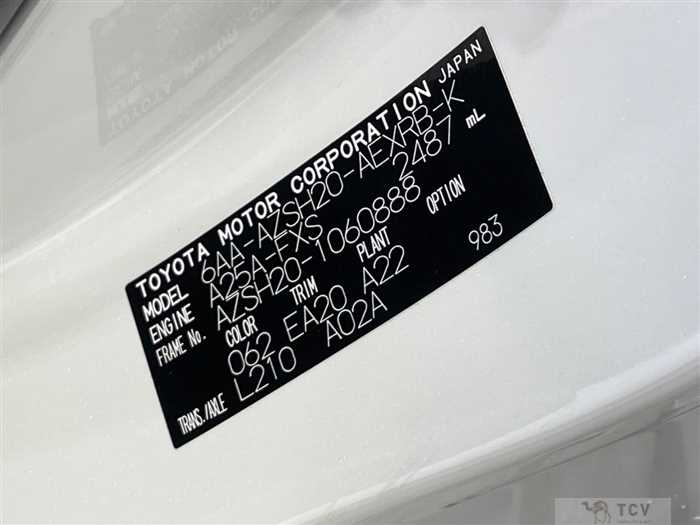 TOYOTA MOTOR CORPORATION JAPAN
MODEL 6AA-AZSH20-AEXRB-K
ENGINE A25A-FXS 2487 mL
FRAME No. AZSH20-1060888
COLOR TRIM PLANT OPTION
062 EA20 A22 983
TRANS./AXLE L210 A02A
TCV